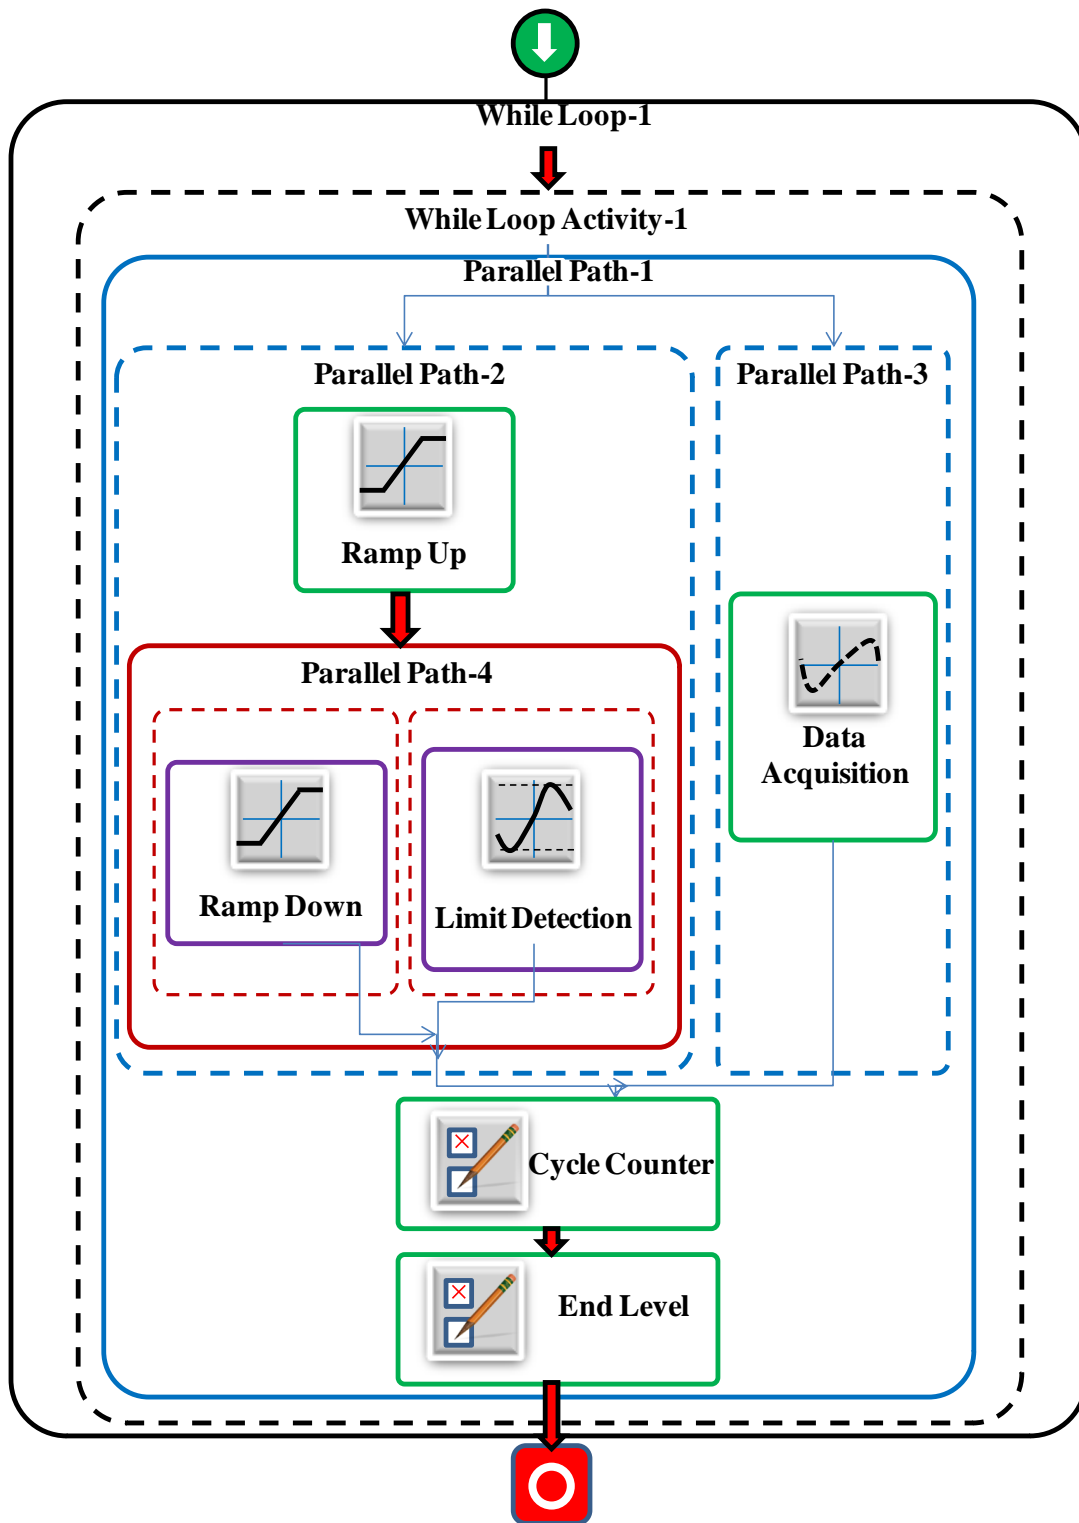 While Loop-1
While Loop Activity-1
Parallel Path-1
Parallel Path-2
Parallel Path-3
Ramp Up
Parallel Path-4
Data
Acquisition
Ramp Down
Limit Detection
Cycle Counter
End Level